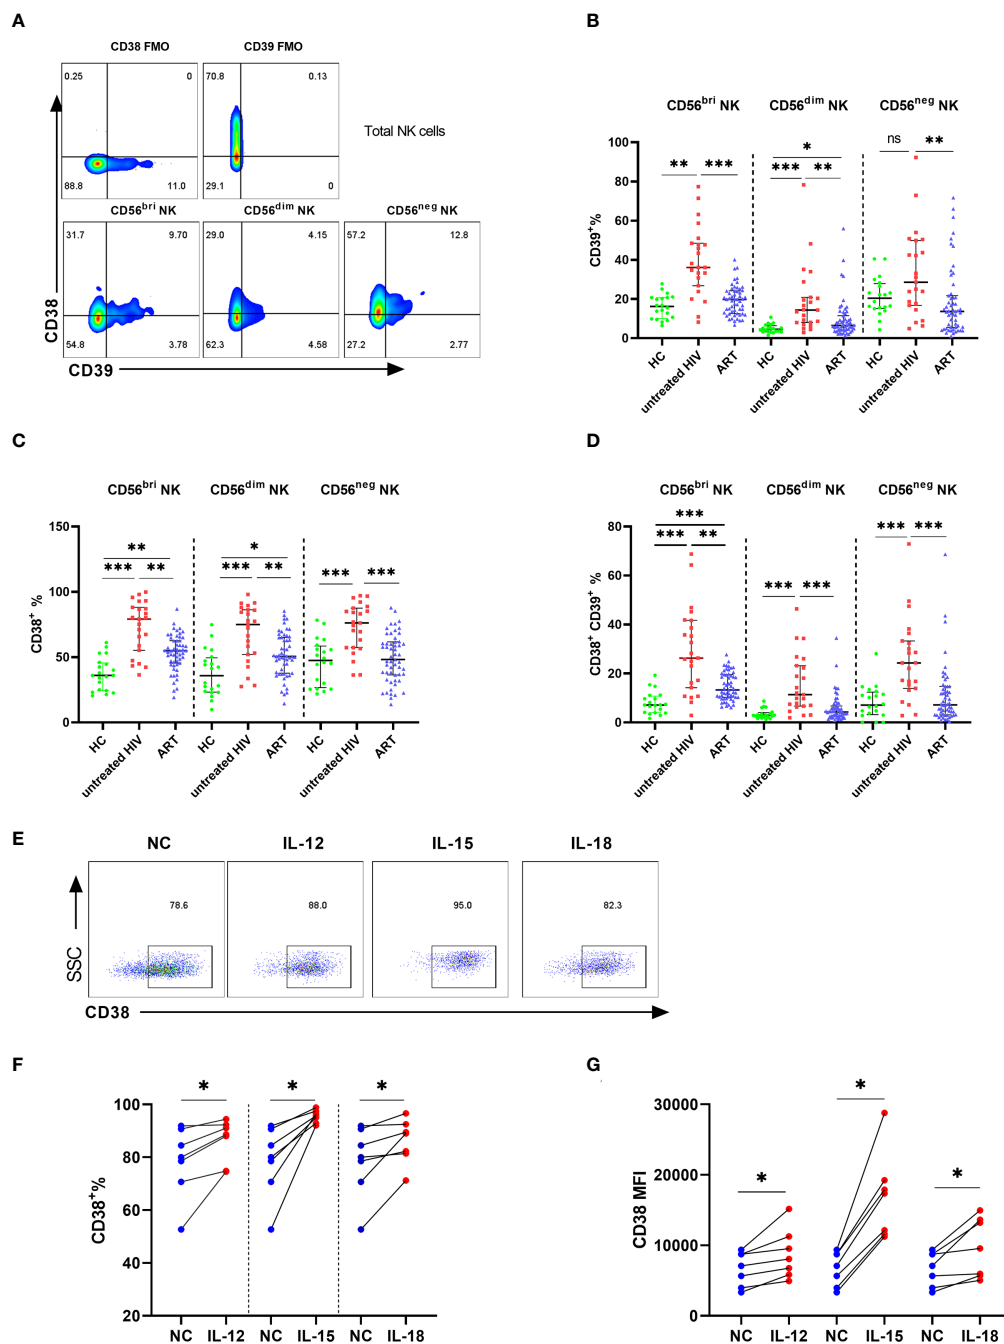 A
CD38 FMO
CD39 FMO
0.25 0
88.8 11.0
70.8 0.13
29.1 0
Total NK cells
CD56bri NK
CD56dim NK
CD56neg NK
31.7 9.70
54.8 3.78
29.0 4.15
62.3 4.58
57.2 12.8
27.2 2.77
CD38
CD39
B
CD56bri NK CD56dim NK CD56neg NK
** *** * *** ** ns **
CD39+%
100
80
60
40
20
0
HC untreated HIV ART HC untreated HIV ART HC untreated HIV ART
C
CD56bri NK CD56dim NK CD56neg NK
** *** ** * *** ** *** ***
CD38+ %
150
100
50
0
HC untreated HIV ART HC untreated HIV ART HC untreated HIV ART
D
CD56bri NK CD56dim NK CD56neg NK
*** *** ** *** *** *** ***
CD38+ CD39+ %
80
60
40
20
0
HC untreated HIV ART HC untreated HIV ART HC untreated HIV ART
E
NC IL-12 IL-15 IL-18
78.6 88.0 95.0 82.3
SSC
CD38
F
* * *
CD38+%
100
80
60
40
20
NC IL-12 NC IL-15 NC IL-18
G
* * *
CD38 MFI
30000
20000
10000
0
NC IL-12 NC IL-15 NC IL-18